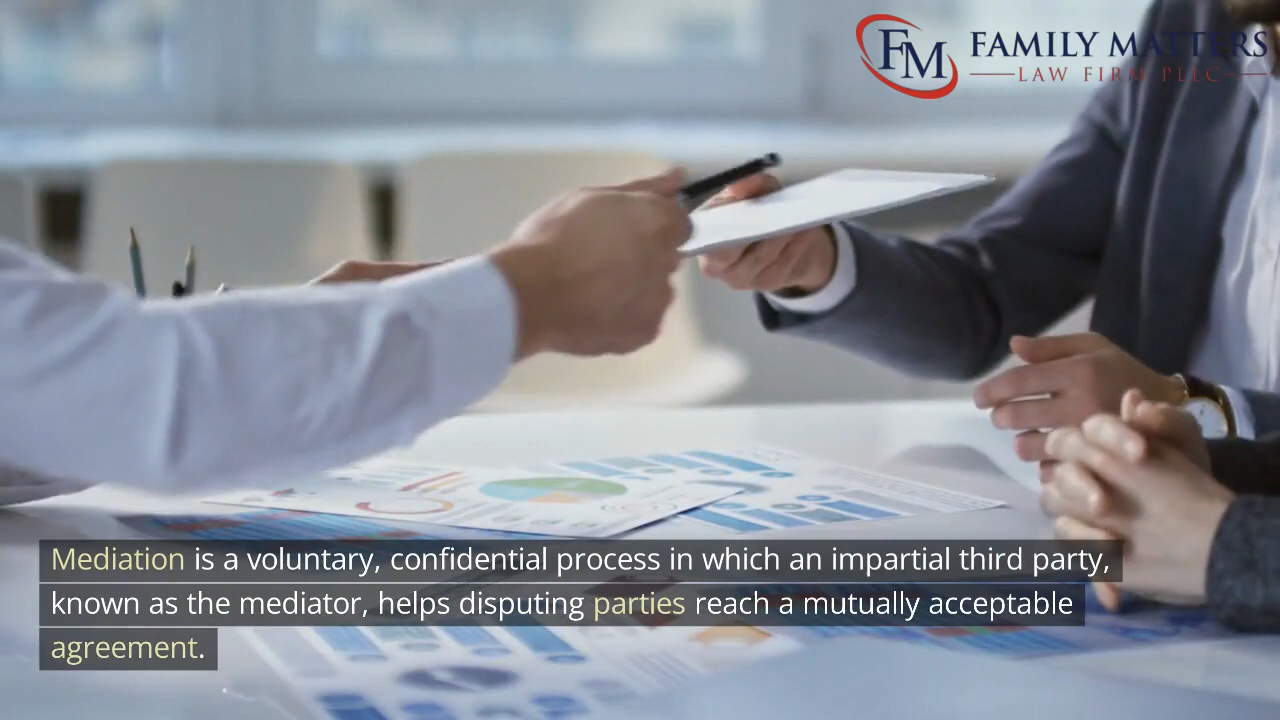 FM FAMILY MATTERS
LAW FIRM PLLC
Mediation is a voluntary, confidential process in which an impartial third party,
known as the mediator, helps disputing parties reach a mutually acceptable
agreement.